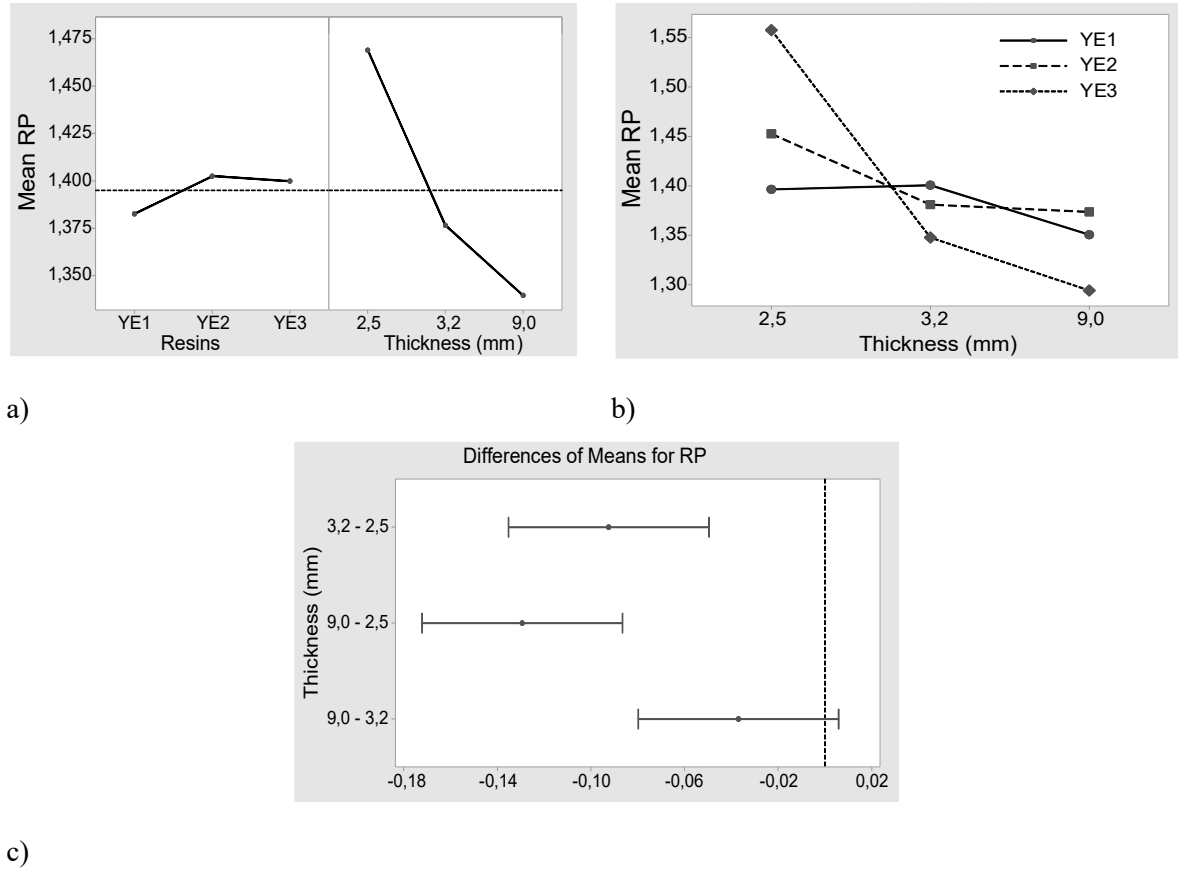 1,475
1,450
1,425
1,400
1,375
1,350
Mean RP
YE1 YE2 YE3
Resins
2,5 3,2 9,0
Thickness (mm)
a)
1,55
1,50
1,45
1,40
1,35
1,30
Mean RP
YE1
YE2
YE3
2,5 3,2 9,0
Thickness (mm)
b)
Differences of Means for RP
Thickness (mm)
3,2 - 2,5
9,0 - 2,5
9,0 - 3,2
-0,18 -0,14 -0,10 -0,06 -0,02 0,02
c)